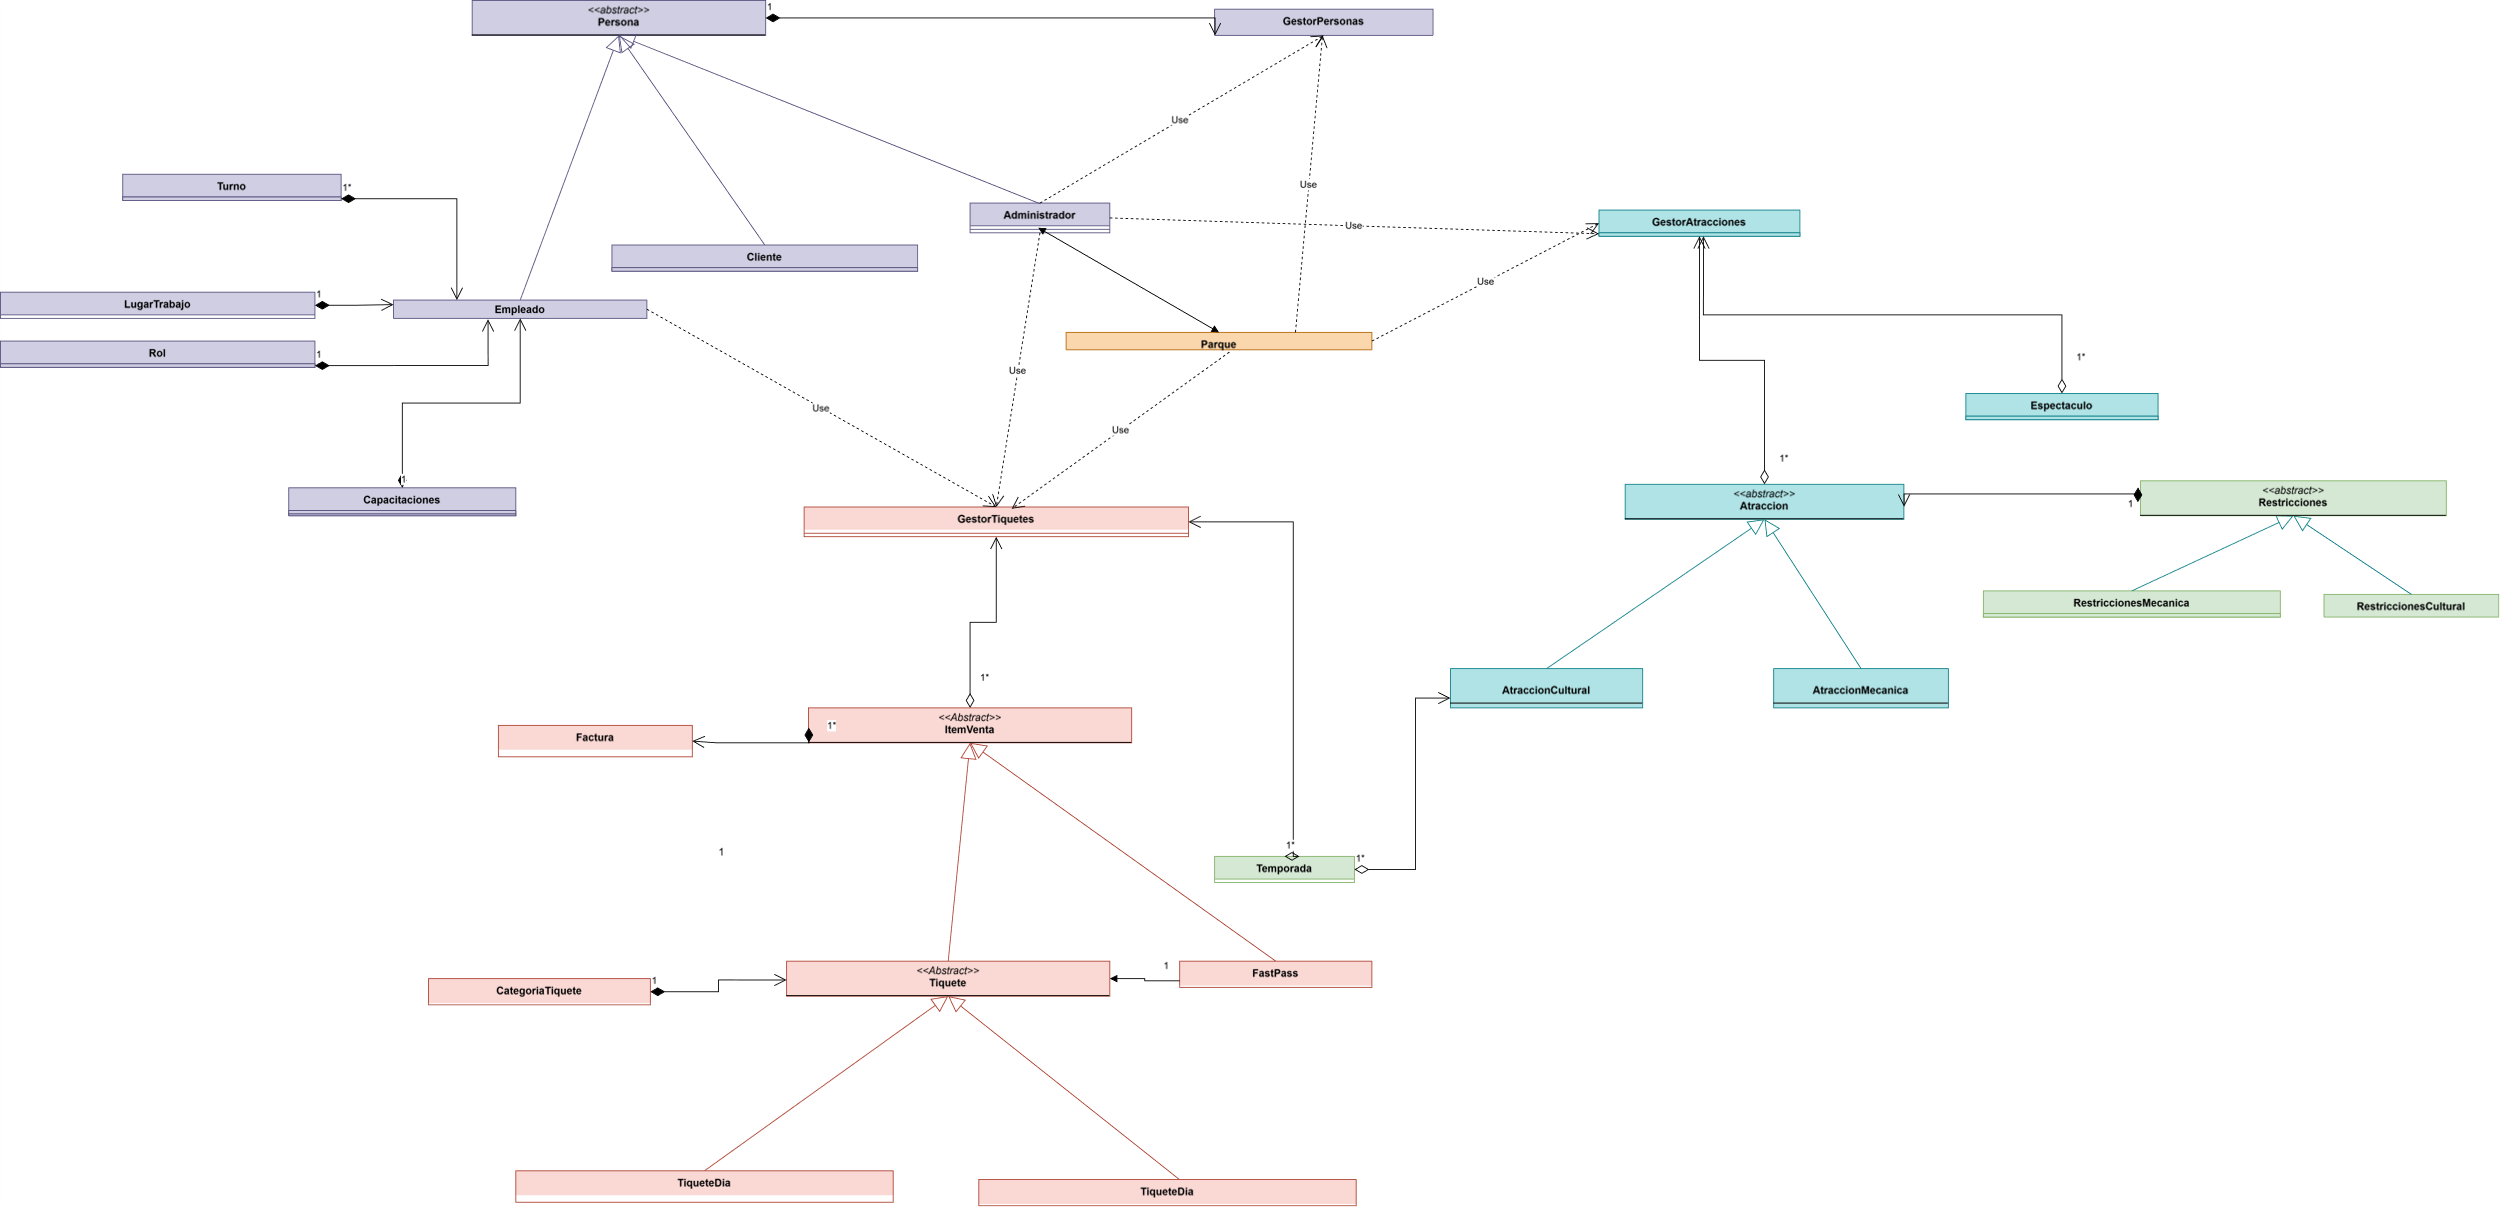 <<abstract>>
Persona
1
GestorPersonas
Use
Turno
1*
Use
Administrador
GestorAtracciones
Use
Cliente
LugarTrabajo
1
Empleado
Use
Parque
Rol
1
Use
1*
Espectaculo
Use
Use
1*
Capacitaciones
1
<<abstract>>
Atraccion
1
<<abstract>>
Restricciones
GestorTiquetes
RestriccionesMecanica
RestriccionesCultural
1*
AtraccionCultural
AtraccionMecanica
Factura
1*
<<Abstract>>
ItemVenta
1
1*
Temporada
1*
CategoriaTiquete
1
<<Abstract>>
Tiquete
1
FastPass
TiqueteDia
TiqueteDia